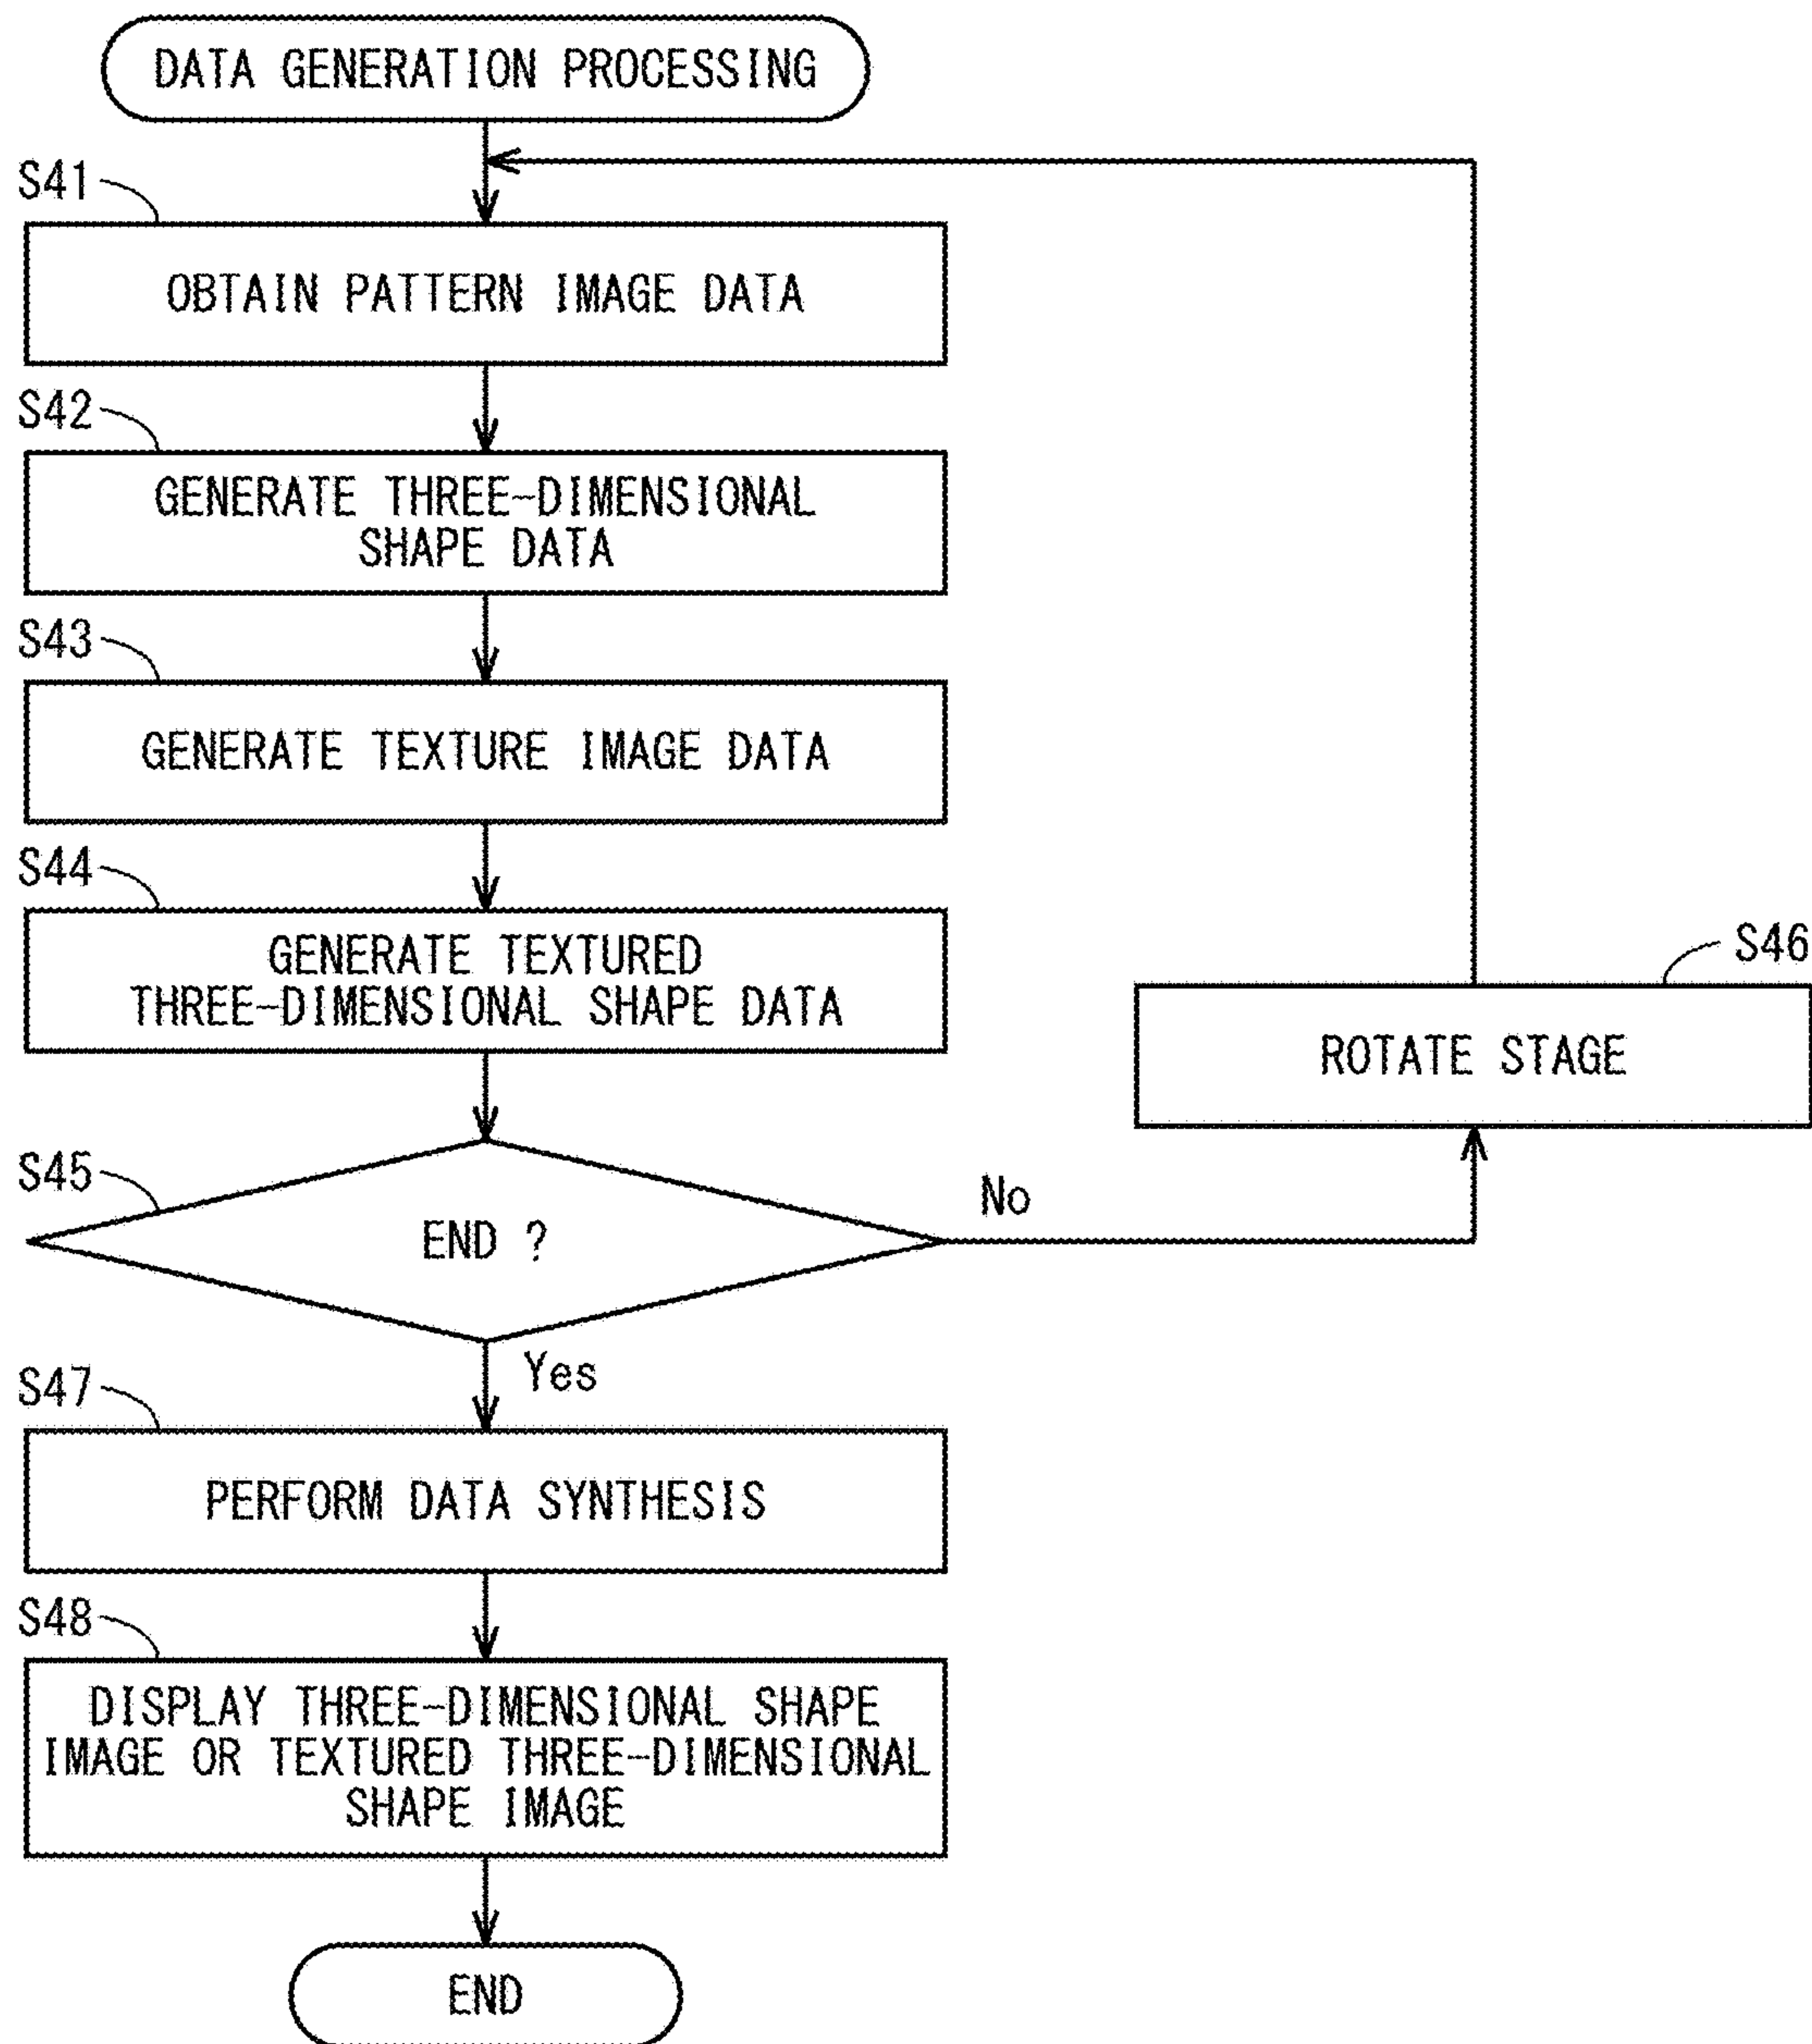 DATA GENERATION PROCESSING
S41
OBTAIN PATTERN IMAGE DATA
S42
GENERATE THREE-DIMENSIONAL
SHAPE DATA
S43
GENERATE TEXTURE IMAGE DATA
S44
GENERATE TEXTURED
THREE-DIMENSIONAL SHAPE DATA
S46
ROTATE STAGE
S45
END ?
No
Yes
S47
PERFORM DATA SYNTHESIS
S48
DISPLAY THREE-DIMENSIONAL SHAPE
IMAGE OR TEXTURED THREE-DIMENSIONAL
SHAPE IMAGE
END